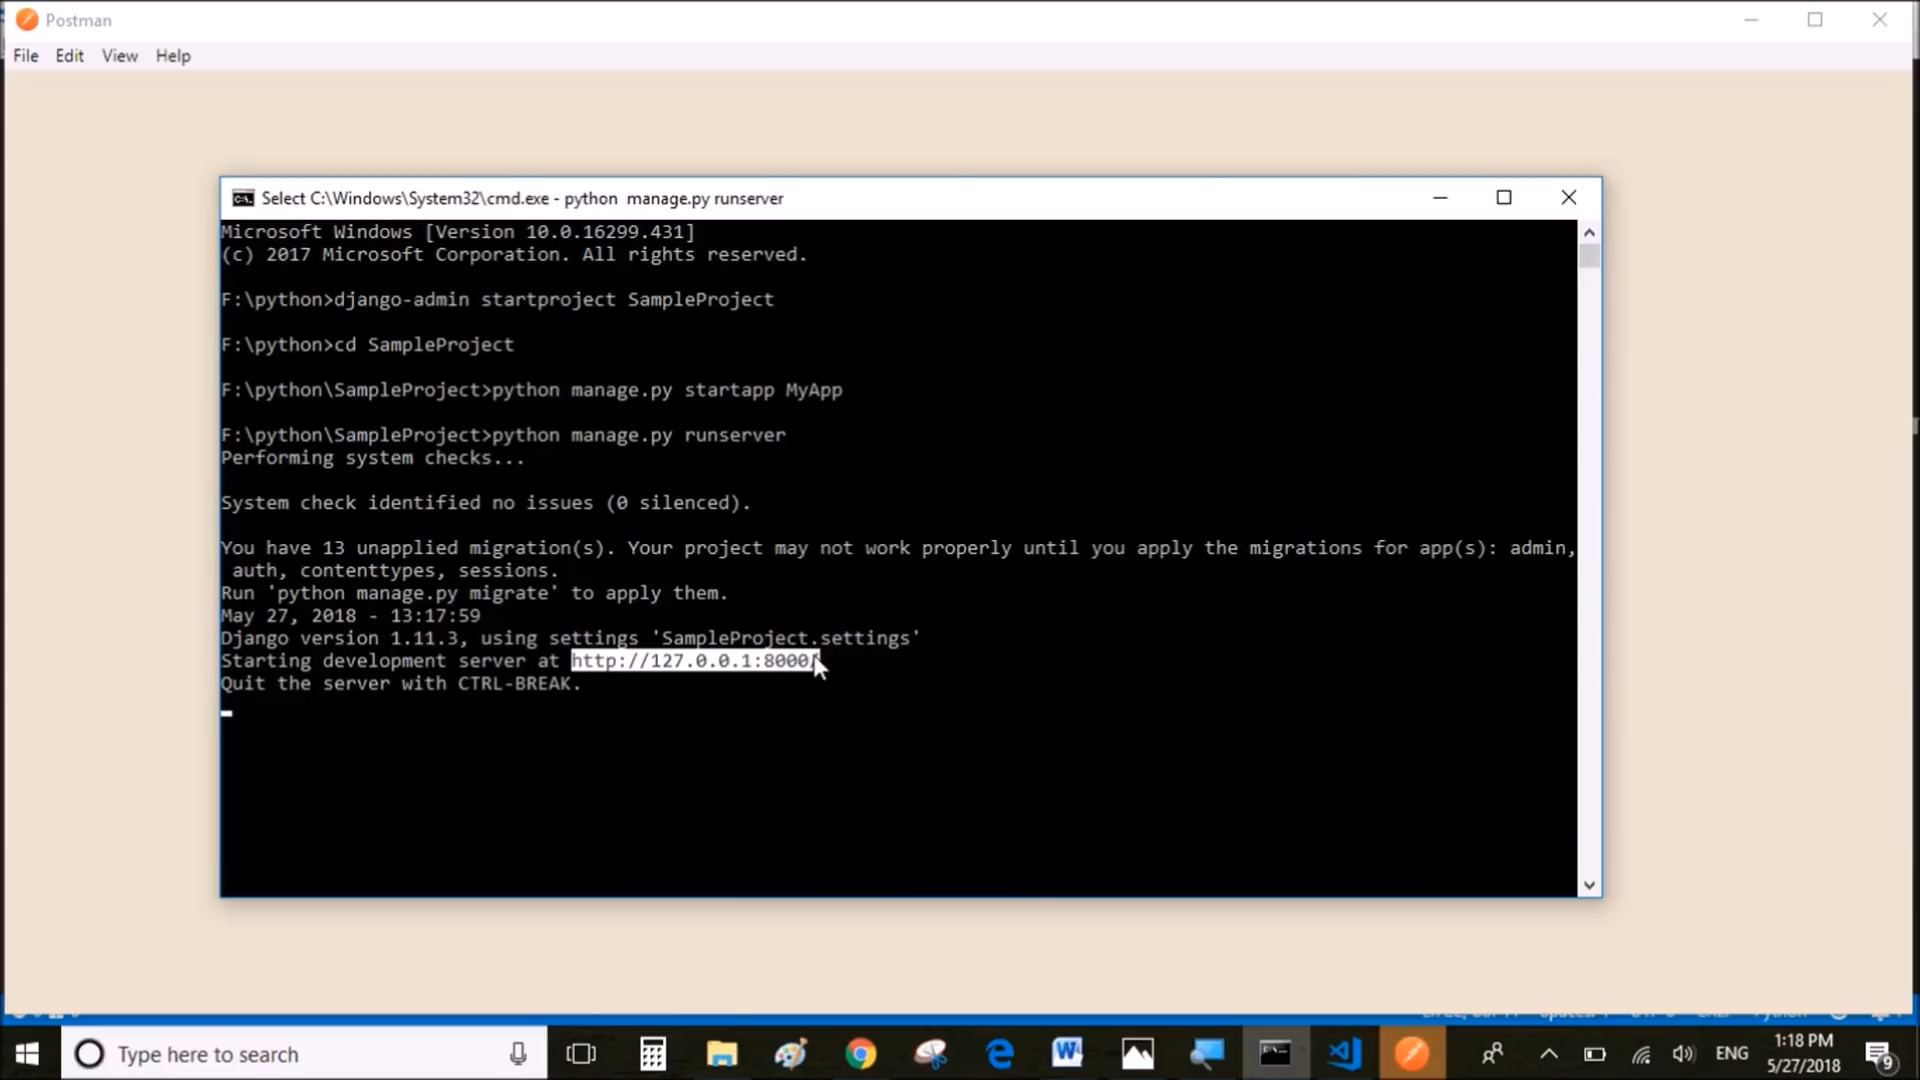 Postman
File Edit View Help
Select C:\Windows\System32\cmd.exe - python  manage.py runserver
Microsoft Windows [Version 10.0.16299.431]
(c) 2017 Microsoft Corporation. All rights reserved.
F:\python>django-admin startproject SampleProject
F:\python>cd SampleProject
F:\python\SampleProject>python manage.py startapp MyApp
F:\python\SampleProject>python manage.py runserver
Performing system checks...
System check identified no issues (0 silenced).
You have 13 unapplied migration(s). Your project may not work properly until you apply the migrations for app(s): admin,
auth, contenttypes, sessions.
Run 'python manage.py migrate' to apply them.
May 27, 2018 - 13:17:59
Django version 1.11.3, using settings 'SampleProject.settings'
Starting development server at http://127.0.0.1:8000/
Quit the server with CTRL-BREAK.
Type here to search
ENG
1:18 PM
5/27/2018
9